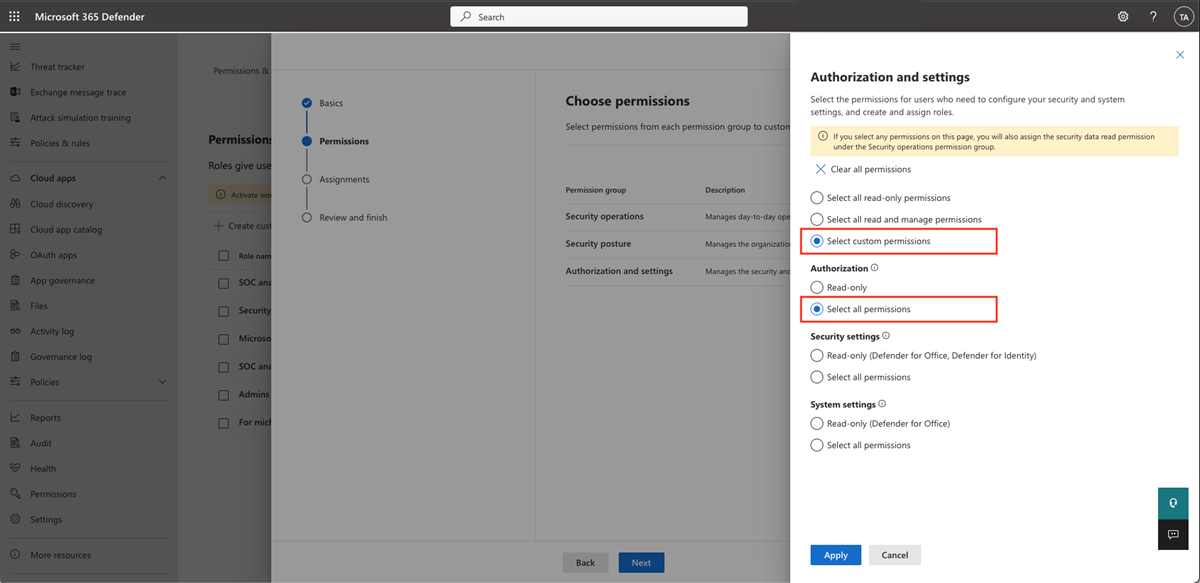 Microsoft 365 Defender
Search
TA
Threat tracker
Exchange message trace
Attack simulation training
Policies & rules
Cloud apps
Cloud discovery
Cloud app catalog
OAuth apps
App governance
Files
Activity log
Governance log
Policies
Reports
Audit
Health
Permissions
Settings
More resources
Permissions &
Permissions
Roles give use
Activate wo
Create cust
Role nam
SOC ana
Security
Microso
SOC ana
Admins
For mich
Basics
Permissions
Assignments
Review and finish
Choose permissions
Select permissions from each permission group to custom
Permission group Description
Security operations Manages day-to-day ope
Security posture Manages the organizatio
Authorization and settings Manages the security and
Back Next
Authorization and settings
Select the permissions for users who need to configure your security and system
settings, and create and assign roles.
If you select any permissions on this page, you will also assign the security data read permission
under the Security operations permission group.
Clear all permissions
Select all read-only permissions
Select all read and manage permissions
Select custom permissions
Authorization
Read-only
Select all permissions
Security settings
Read-only (Defender for Office, Defender for Identity)
Select all permissions
System settings
Read-only (Defender for Office)
Select all permissions
Apply Cancel